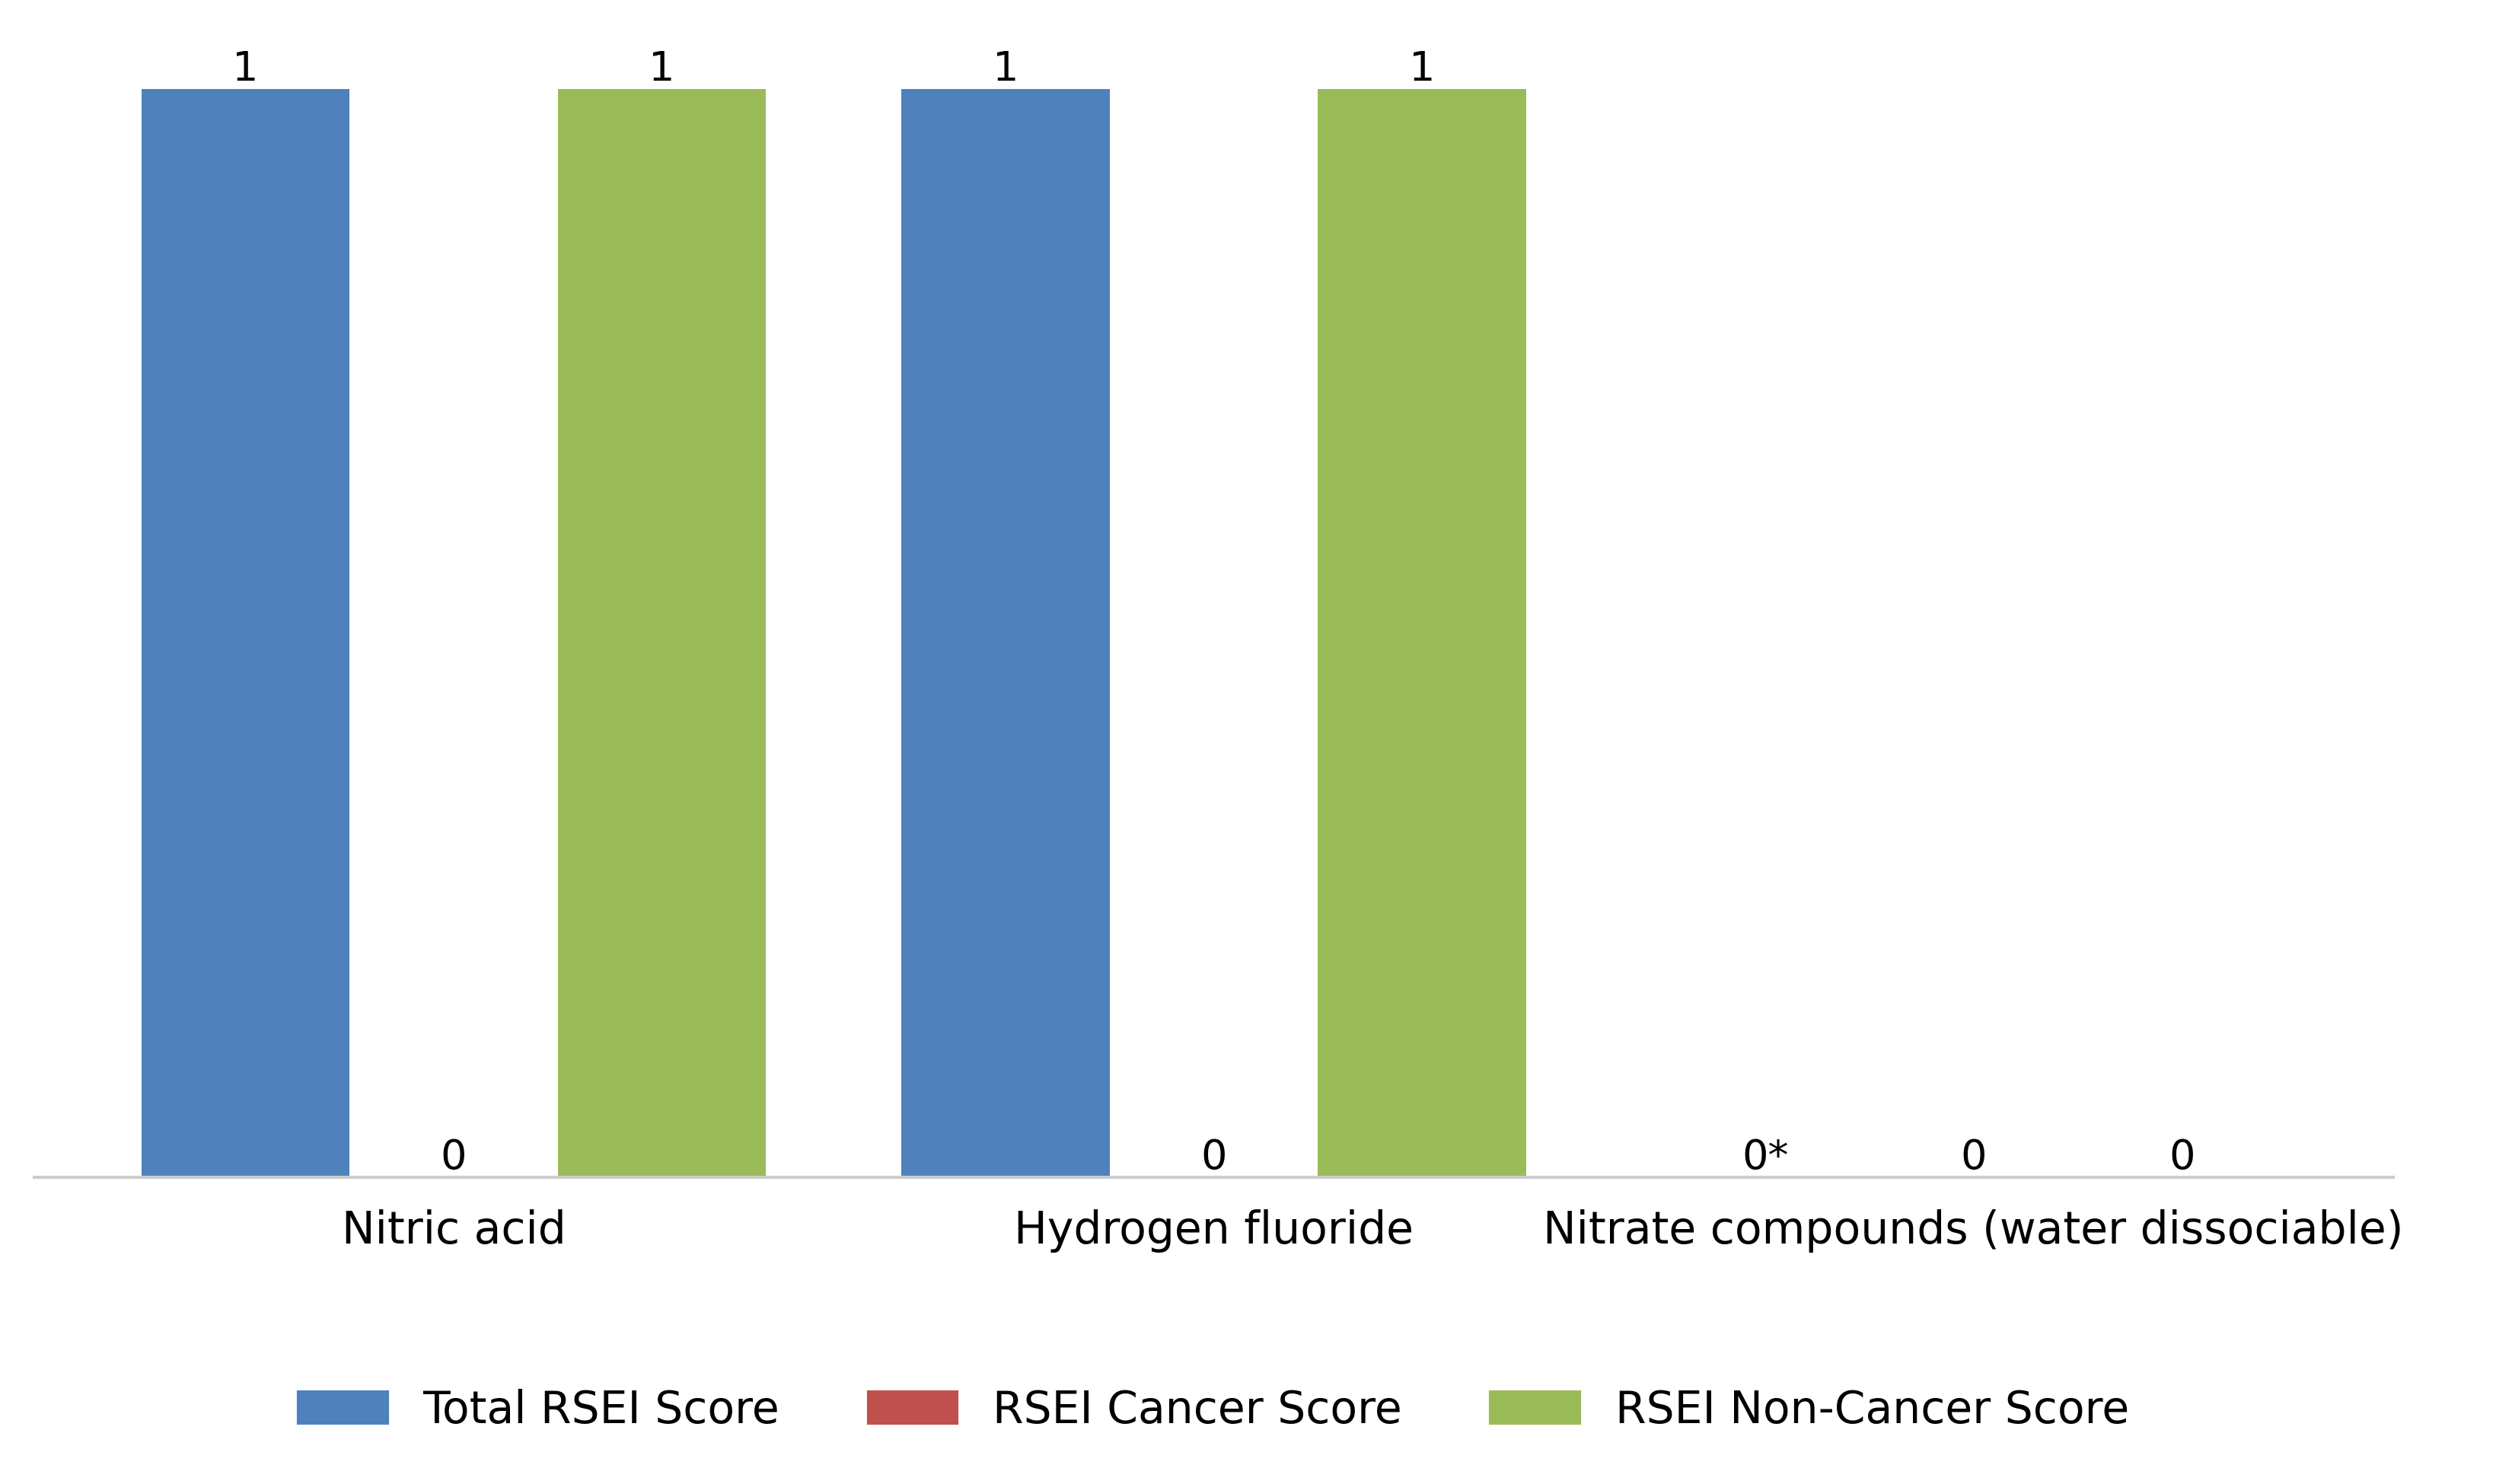 1 1 1 1
0 0 0* 0 0
Nitric acid Hydrogen fluoride Nitrate compounds (water dissociable)
Total RSEI Score RSEI Cancer Score RSEI Non-Cancer Score